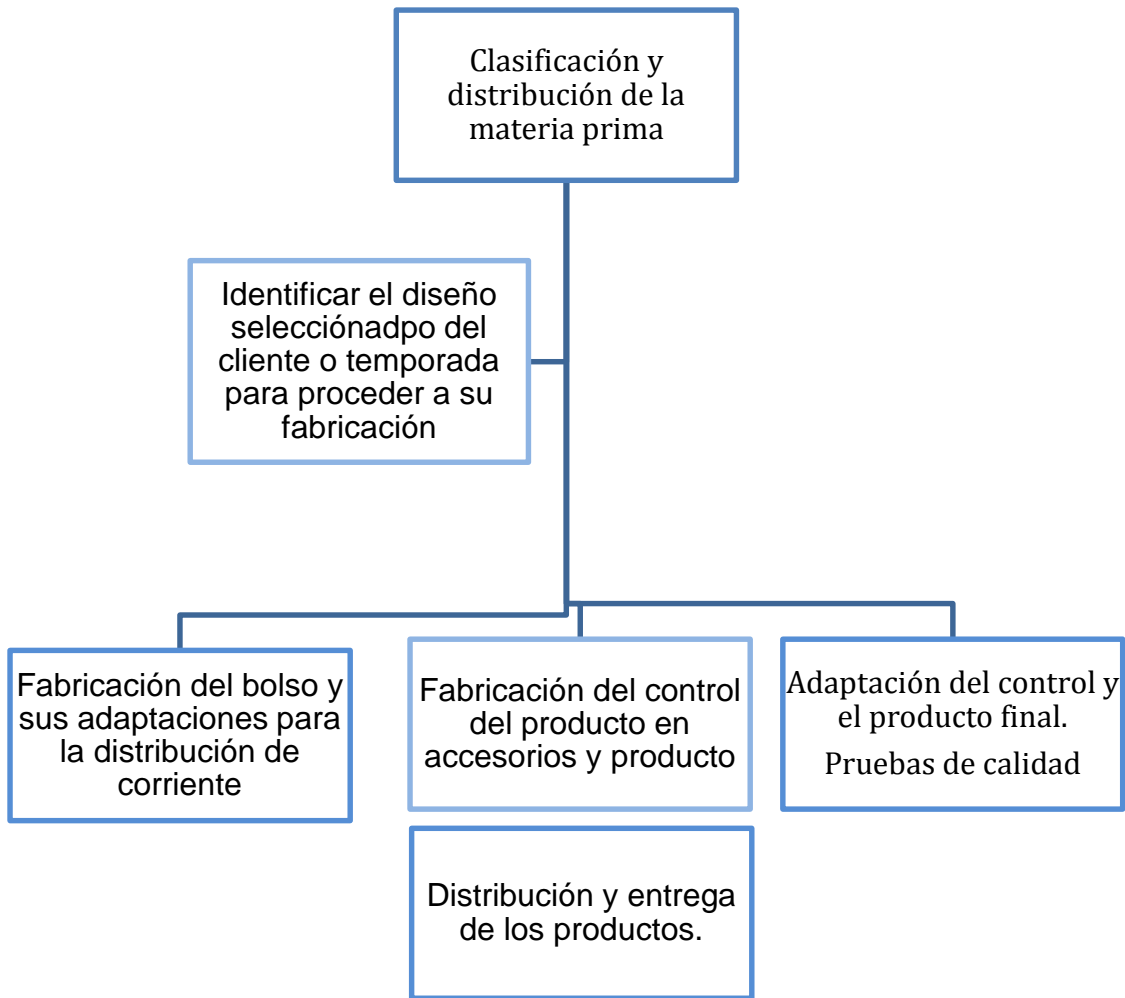 Clasificación y
distribución de la
materia prima
Identificar el diseño
selecciónadpo del
cliente o temporada
para proceder a su
fabricación
Fabricación del bolso y
sus adaptaciones para
la distribución de
corriente
Fabricación del control
del producto en
accesorios y producto
Adaptación del control y
el producto final.
Pruebas de calidad
Distribución y entrega
de los productos.